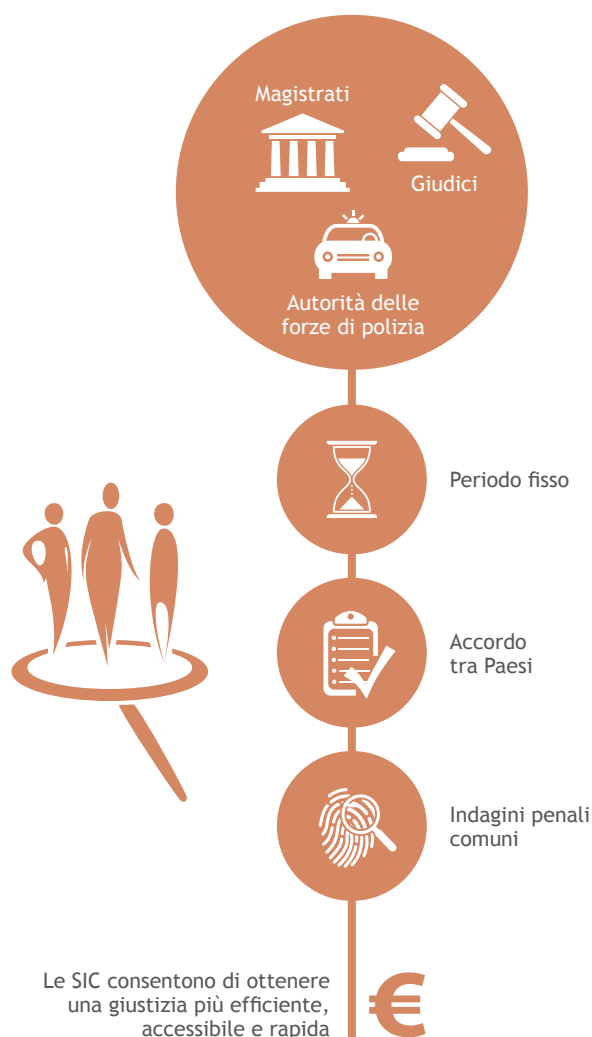 Magistrati
Giudici
Autorità delle
forze di polizia
Periodo fisso
Accordo
tra Paesi
Indagini penali
comuni
Le SIC consentono di ottenere
una giustizia più efficiente,
accessibile e rapida
€